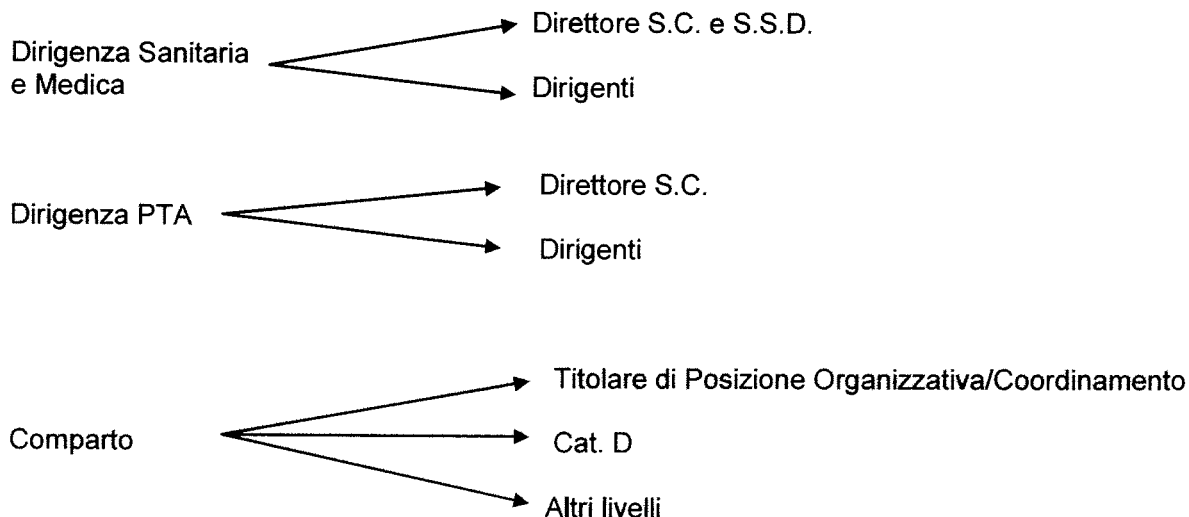 Direttore S.C. e S.S.D.
Dirigenza Sanitaria
e Medica
Dirigenti
Direttore S.C.
Dirigenza PTA
Dirigenti
Titolare di Posizione Organizzativa/Coordinamento
Comparto
Cat. D
Altri livelli